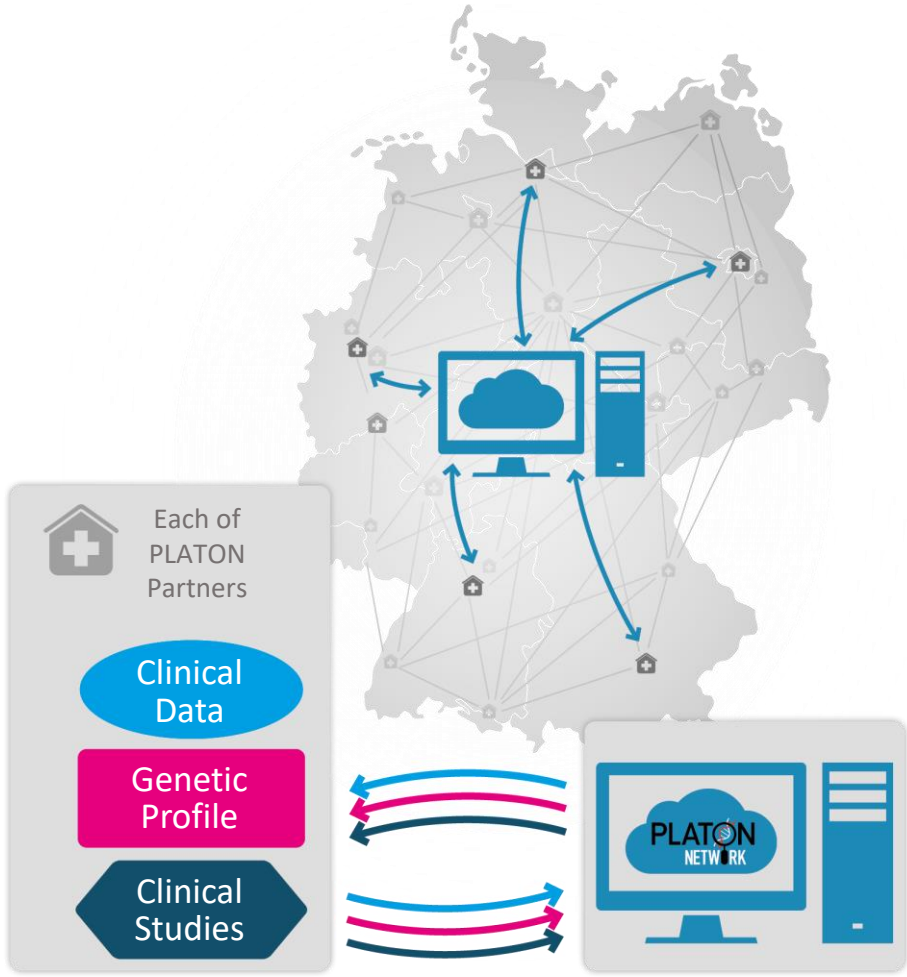 Each of
PLATON
Partners
Clinical
Data
Genetic
Profile
Clinical
Studies
PLATON
NETWORK